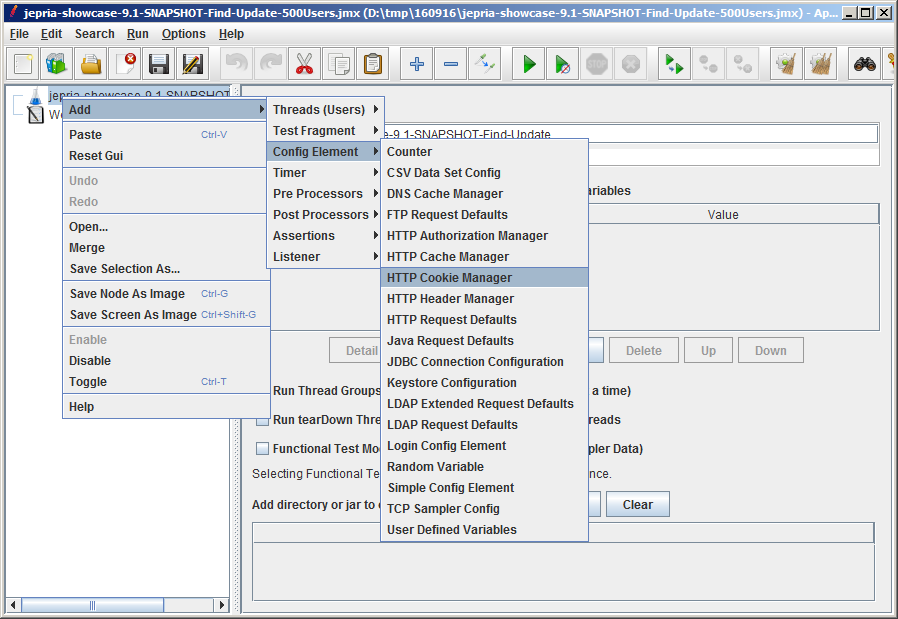 jepria-showcase-9.1-SNAPSHOT-Find-Update-500Users.jmx (D:\tmp\160916\jepria-showcase-9.1-SNAPSHOT-Find-Update-500Users.jmx) - Ap...
File Edit Search Run Options Help
STOP
jepria-showcase-9.1-SNAPSHOT
Add
Paste Ctrl-V
Reset Gui
Undo
Redo
Open...
Merge
Save Selection As...
Save Node As Image Ctrl-G
Save Screen As Image Ctrl+Shift-G
Enable
Disable
Toggle Ctrl-T
Help
Threads (Users)
Test Fragment
Config Element
Timer
Pre Processors
Post Processors
Assertions
Listener
Counter
CSV Data Set Config
DNS Cache Manager
FTP Request Defaults
HTTP Authorization Manager
HTTP Cache Manager
HTTP Cookie Manager
HTTP Header Manager
HTTP Request Defaults
Java Request Defaults
JDBC Connection Configuration
Keystore Configuration
LDAP Extended Request Defaults
LDAP Request Defaults
Login Config Element
Random Variable
Simple Config Element
TCP Sampler Config
User Defined Variables
e-9.1-SNAPSHOT-Find-Update
ariables
Value
Detail Delete Up Down
Run Thread Groups a time)
Run tearDown Thre reads
Functional Test Mo pler Data)
Selecting Functional Te nce.
Add directory or jar to Clear